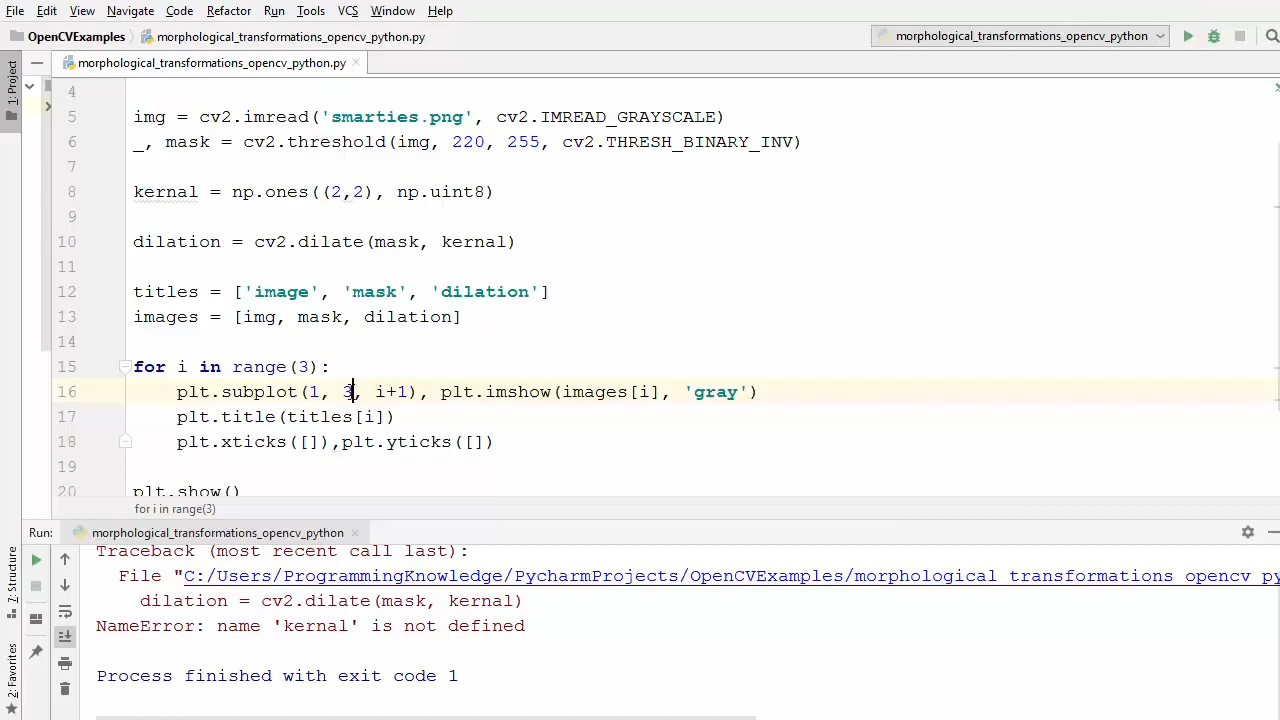 File Edit View Navigate Code Refactor Run Tools VCS Window Help
OpenCVExamples morphological_transformations_opencv_python.py morphological_transformations_opencv_python
1: Project
morphological_transformations_opencv_python.py
4
5 img = cv2.imread('smarties.png', cv2.IMREAD_GRAYSCALE)
6 _, mask = cv2.threshold(img, 220, 255, cv2.THRESH_BINARY_INV)
7
8 kernal = np.ones((2,2), np.uint8)
9
10 dilation = cv2.dilate(mask, kernal)
11
12 titles = ['image', 'mask', 'dilation']
13 images = [img, mask, dilation]
14
15 for i in range(3):
16 plt.subplot(1, 3, i+1), plt.imshow(images[i], 'gray')
17 plt.title(titles[i])
18 plt.xticks([]),plt.yticks([])
19
20 plt.show()
for i in range(3)
Run: morphological_transformations_opencv_python
Traceback (most recent call last):
File "C:/Users/ProgrammingKnowledge/PycharmProjects/OpenCVExamples/morphological_transformations_opencv_py
dilation = cv2.dilate(mask, kernal)
NameError: name 'kernal' is not defined
Process finished with exit code 1
7: Structure
2: Favorites